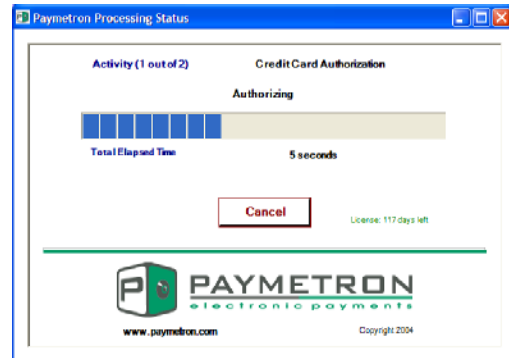 Paymetron Processing Status
Activity (1 out of 2) Credit Card Authorization
Authorizing
Total Elapsed Time 5 seconds
Cancel
License: 117 days left
P
PAYMETRON
electronic payments
www.paymetron.com Copyright 2004